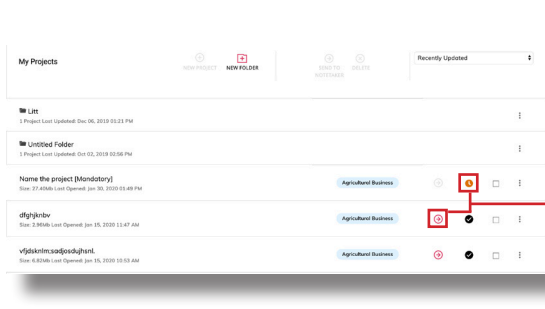 My Projects
NEW PROJECT
NEW FOLDER
SEND TO
NOTETAKER
DELETE
Recently Updated
Litt
1 Project Last Updated: Dec 06, 2019 03:21 PM
Untitled Folder
1 Project Last Updated: Oct 02, 2019 02:56 PM
Name the project [Mandatory]
Size: 27.40Mb Last Opened: Jan 30, 2020 03:49 PM
Agricultural Business
dfghjknbv
Size: 3.96Mb Last Opened: Jan 15, 2020 11:47 AM
Agricultural Business
vfjdsknlm;sadjosdujhsnl.
Size: 6.82Mb Last Opened: Jan 15, 2020 10:53 AM
Agricultural Business